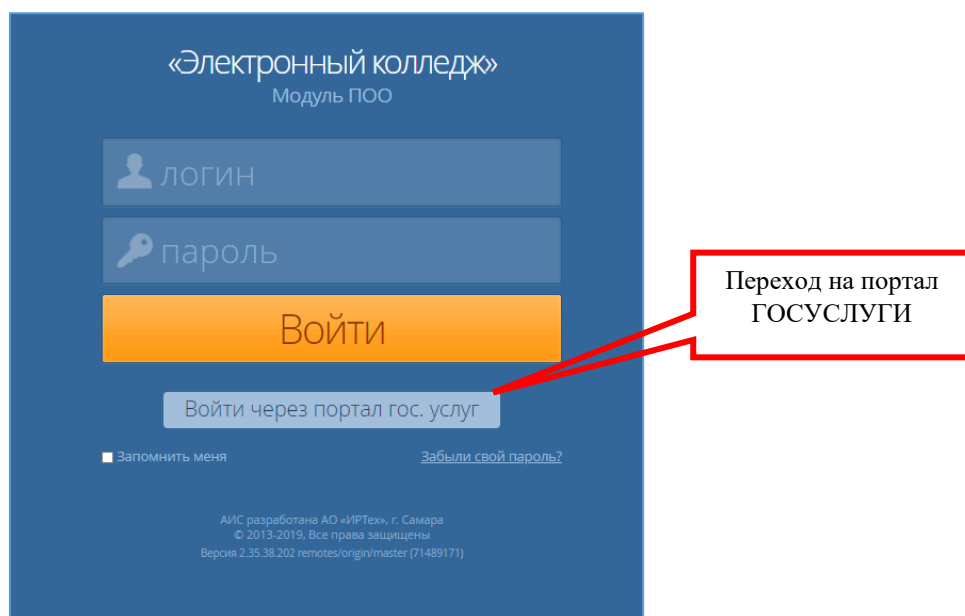 «Электронный колледж»
Модуль ПОО
логин
пароль
Войти
Переход на портал
ГОСУСЛУГИ
Войти через портал гос. услуг
Запомнить меня
Забыли свой пароль?
АИС разработана АО «ИРТех», г. Самара
© 2013-2019, Все права защищены
Версия 2.35.38.202 remotes/origin/master (71489171)